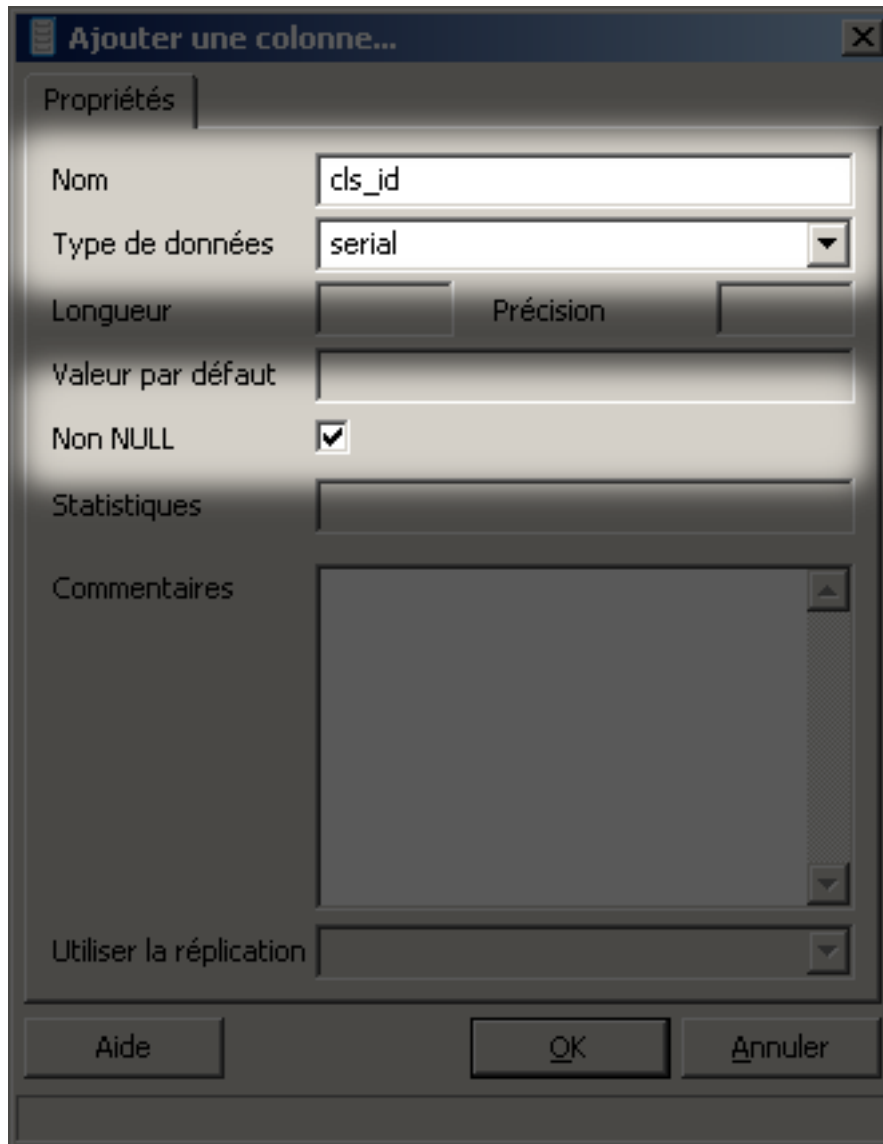 Ajouter une colonne...
Propriétés
Nom cls_id
Type de données serial
Longueur Précision
Valeur par défaut
Non NULL
Statistiques
Commentaires
Utiliser la réplication
Aide OK Annuler